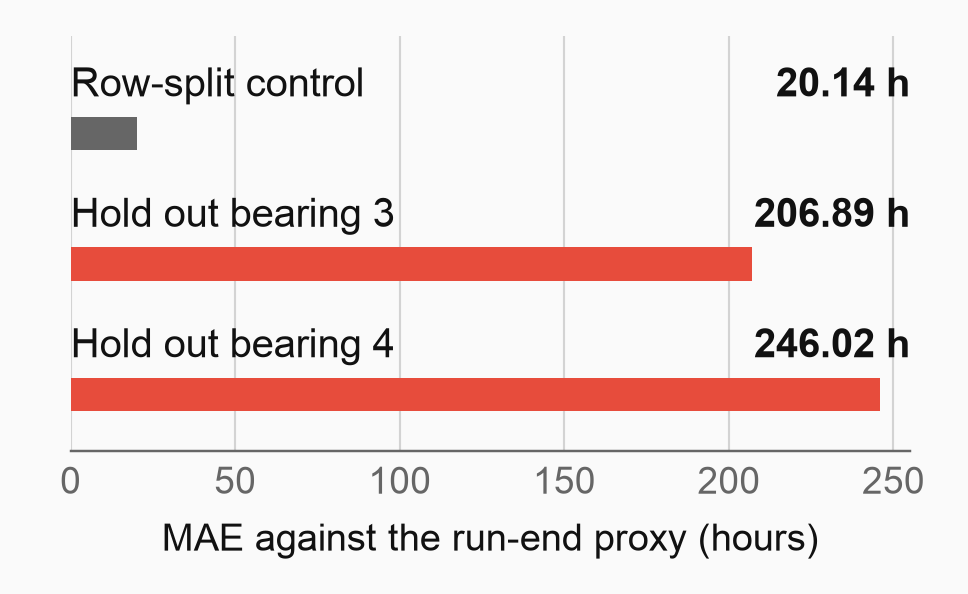 Row-split control 20.14 h
Hold out bearing 3 206.89 h
Hold out bearing 4 246.02 h
0 50 100 150 200 250
MAE against the run-end proxy (hours)